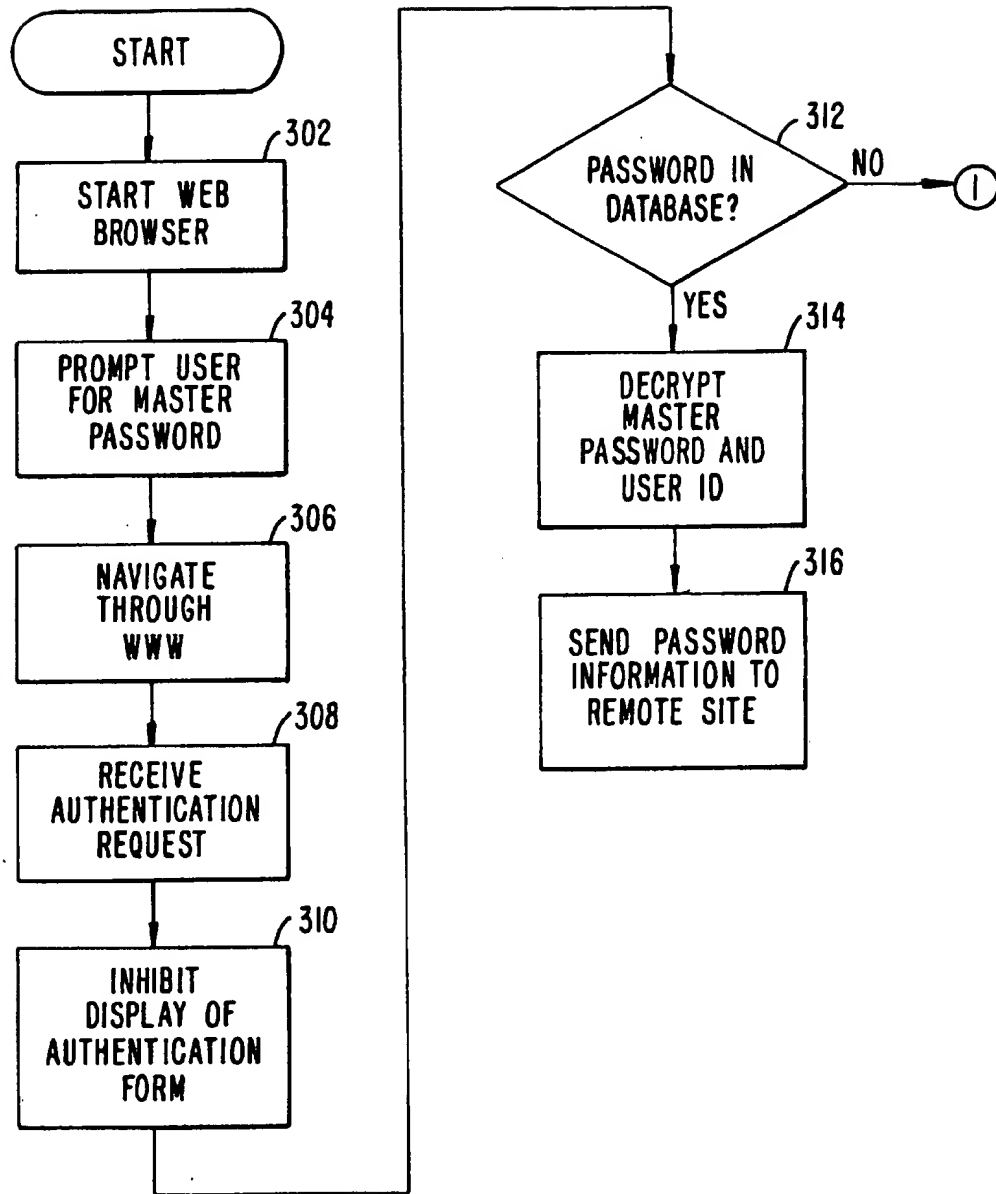 START
302
START WEB
BROWSER
304
PROMPT USER
FOR MASTER
PASSWORD
306
NAVIGATE
THROUGH
WWW
308
RECEIVE
AUTHENTICATION
REQUEST
310
INHIBIT
DISPLAY OF
AUTHENTICATION
FORM
312
PASSWORD IN
DATABASE?
NO
1
YES
314
DECRYPT
MASTER
PASSWORD AND
USER ID
316
SEND PASSWORD
INFORMATION TO
REMOTE SITE